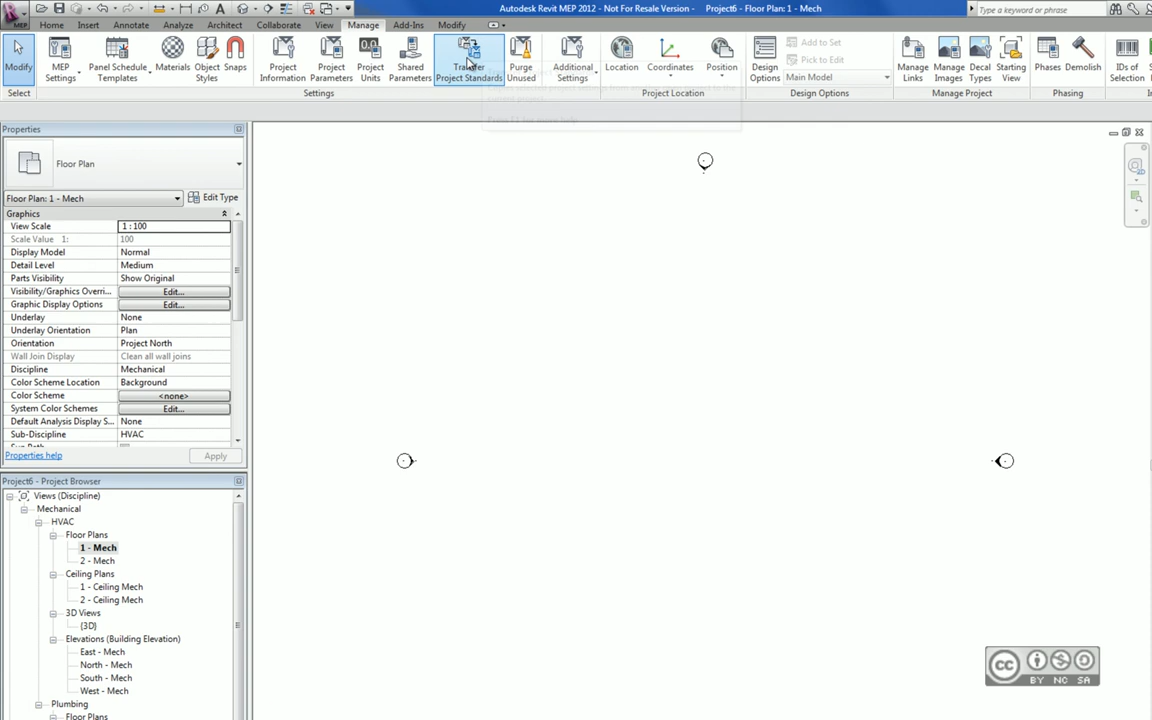 Autodesk Revit MEP 2012 - Not For Resale Version - Project6 - Floor Plan: 1 - Mech
Type a keyword or phrase
MEP
Home Insert Annotate Analyze Architect Collaborate View Manage Add-Ins Modify
Modify
MEP Settings
Panel Schedule Templates
Materials
Object Styles
Snaps
Project Information
Project Parameters
Project Units
Shared Parameters
Transfer Project Standards
Purge Unused
Additional Settings
Location
Coordinates
Position
Design Options
Add to Set
Pick to Edit
Main Model
Manage Links
Manage Images
Decal Types
Starting View
Phases
Demolish
IDs of Selection
Select Settings Project Location Design Options Manage Project Phasing
Properties
Floor Plan
Floor Plan: 1 - Mech Edit Type
Graphics
View Scale 1 : 100
Scale Value 1: 100
Display Model Normal
Detail Level Medium
Parts Visibility Show Original
Visibility/Graphics Overri... Edit...
Graphic Display Options Edit...
Underlay None
Underlay Orientation Plan
Orientation Project North
Wall Join Display Clean all wall joins
Discipline Mechanical
Color Scheme Location Background
Color Scheme <none>
System Color Schemes Edit...
Default Analysis Display S... None
Sub-Discipline HVAC
Properties help Apply
Project6 - Project Browser
Views (Discipline)
Mechanical
HVAC
Floor Plans
1 - Mech
2 - Mech
Ceiling Plans
1 - Ceiling Mech
2 - Ceiling Mech
3D Views
{3D}
Elevations (Building Elevation)
East - Mech
North - Mech
South - Mech
West - Mech
Plumbing
Floor Plans
cc
BY NC SA